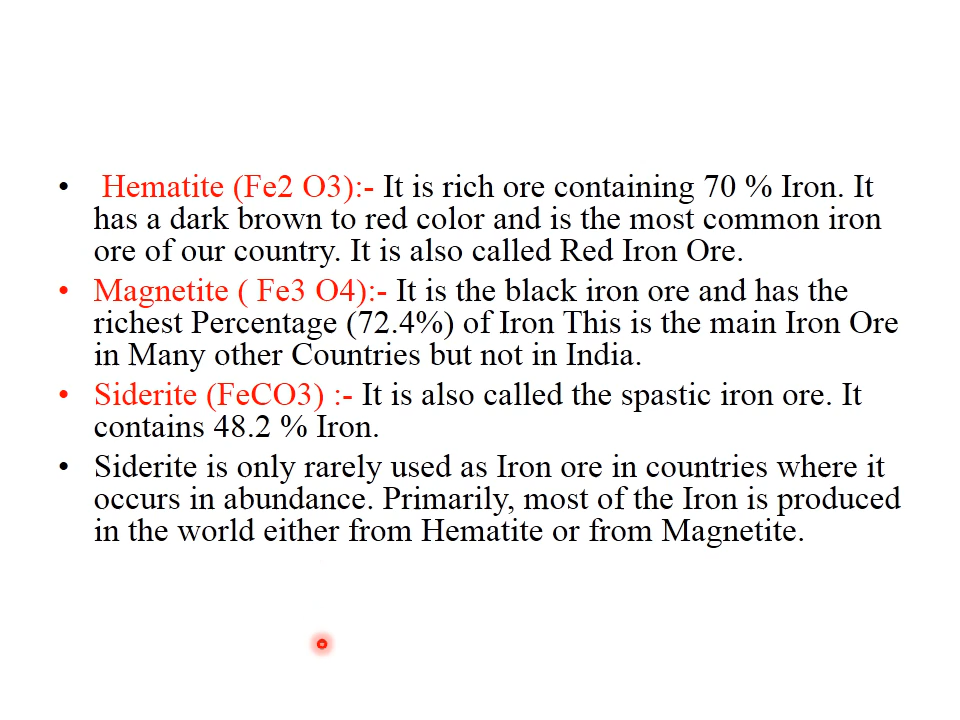 • Hematite (Fe2 O3):- It is rich ore containing 70 % Iron. It
has a dark brown to red color and is the most common iron
ore of our country. It is also called Red Iron Ore.
• Magnetite ( Fe3 O4):- It is the black iron ore and has the
richest Percentage (72.4%) of Iron This is the main Iron Ore
in Many other Countries but not in India.
• Siderite (FeCO3) :- It is also called the spastic iron ore. It
contains 48.2 % Iron.
• Siderite is only rarely used as Iron ore in countries where it
occurs in abundance. Primarily, most of the Iron is produced
in the world either from Hematite or from Magnetite.